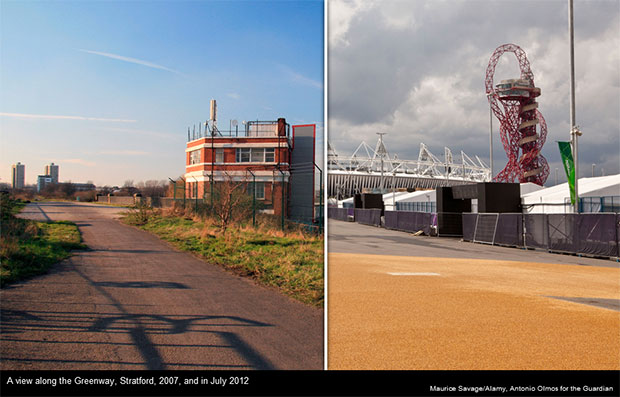 A view along the Greenway, Stratford, 2007, and in July 2012
Maurice Savage/Alamy, Antonio Olmos for the Guardian